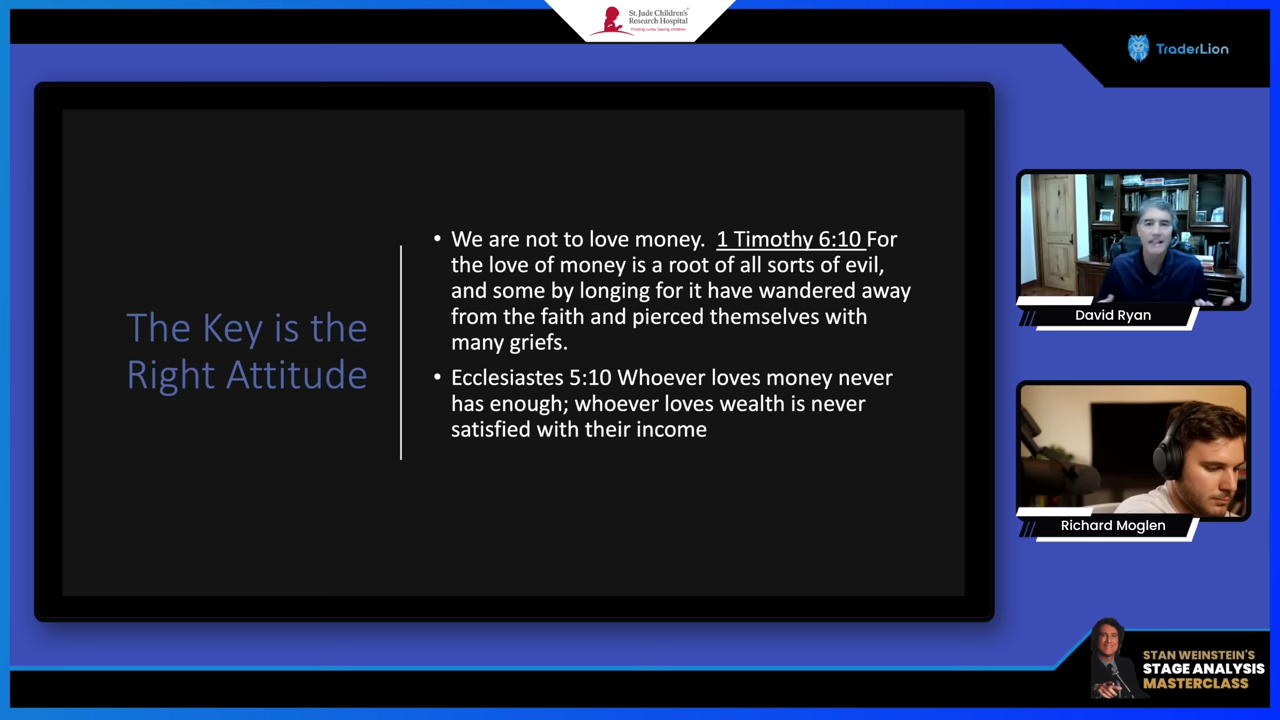 St. Jude Children's
Research Hospital
Finding cures. Saving children.
TraderLion
The Key is the
Right Attitude
• We are not to love money. 1 Timothy 6:10 For
the love of money is a root of all sorts of evil,
and some by longing for it have wandered away
from the faith and pierced themselves with
many griefs.
• Ecclesiastes 5:10 Whoever loves money never
has enough; whoever loves wealth is never
satisfied with their income
David Ryan
Richard Moglen
STAN WEINSTEIN'S
STAGE ANALYSIS
MASTERCLASS